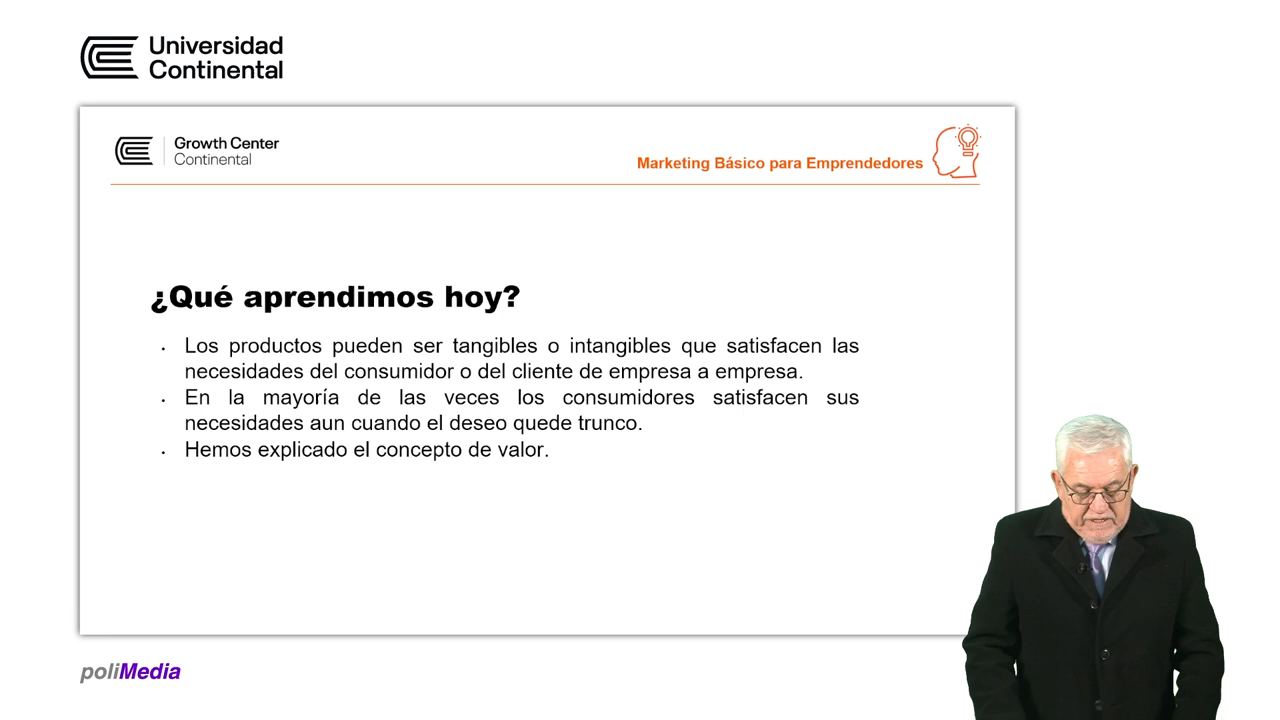 Universidad
Continental
Growth Center
Continental
Marketing Básico para Emprendedores
¿Qué aprendimos hoy?
• Los productos pueden ser tangibles o intangibles que satisfacen las
necesidades del consumidor o del cliente de empresa a empresa.
• En la mayoría de las veces los consumidores satisfacen sus
necesidades aun cuando el deseo quede trunco.
• Hemos explicado el concepto de valor.
poliMedia